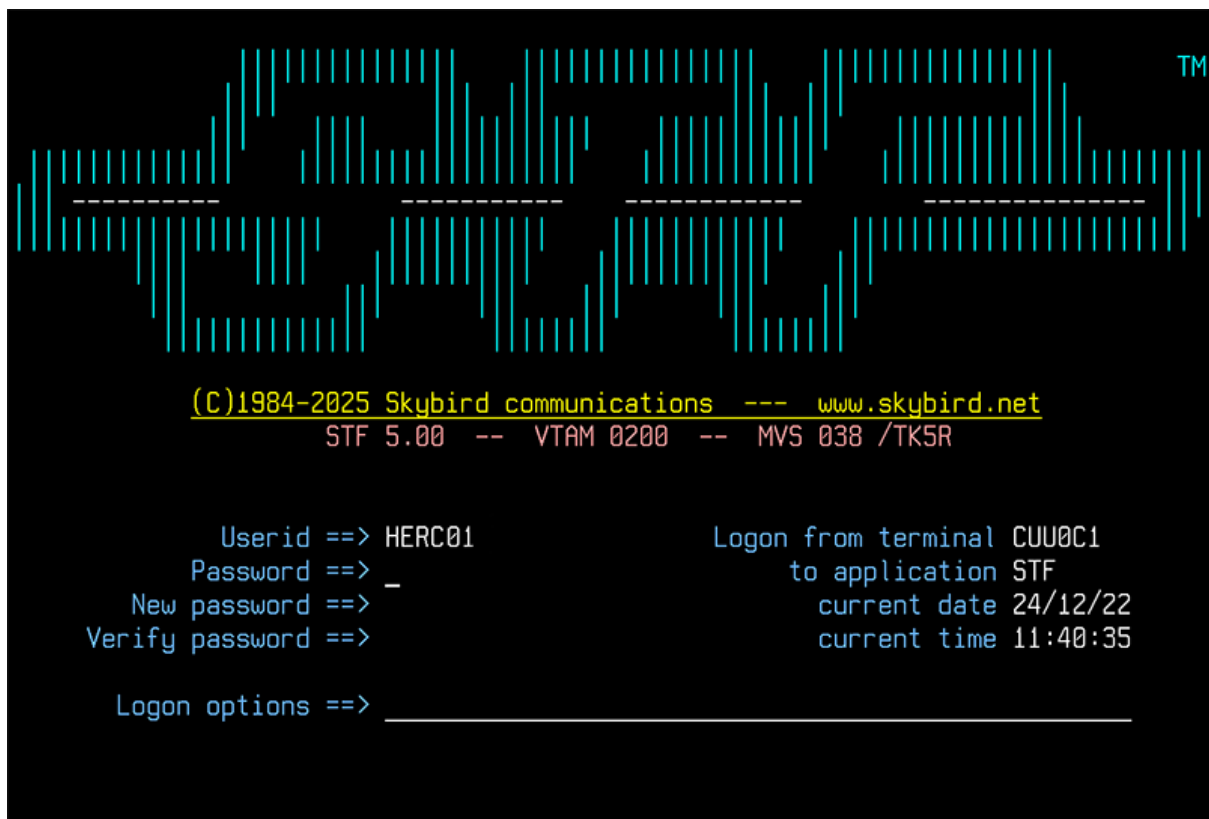 TM
(C)1984-2025 Skybird communications --- www.skybird.net
STF 5.00 -- VTAM 0200 -- MVS 038 /TK5R
Userid ==> HERC01 Logon from terminal CUU0C1
Password ==> _ to application STF
New password ==> current date 24/12/22
Verify password ==> current time 11:40:35
Logon options ==>